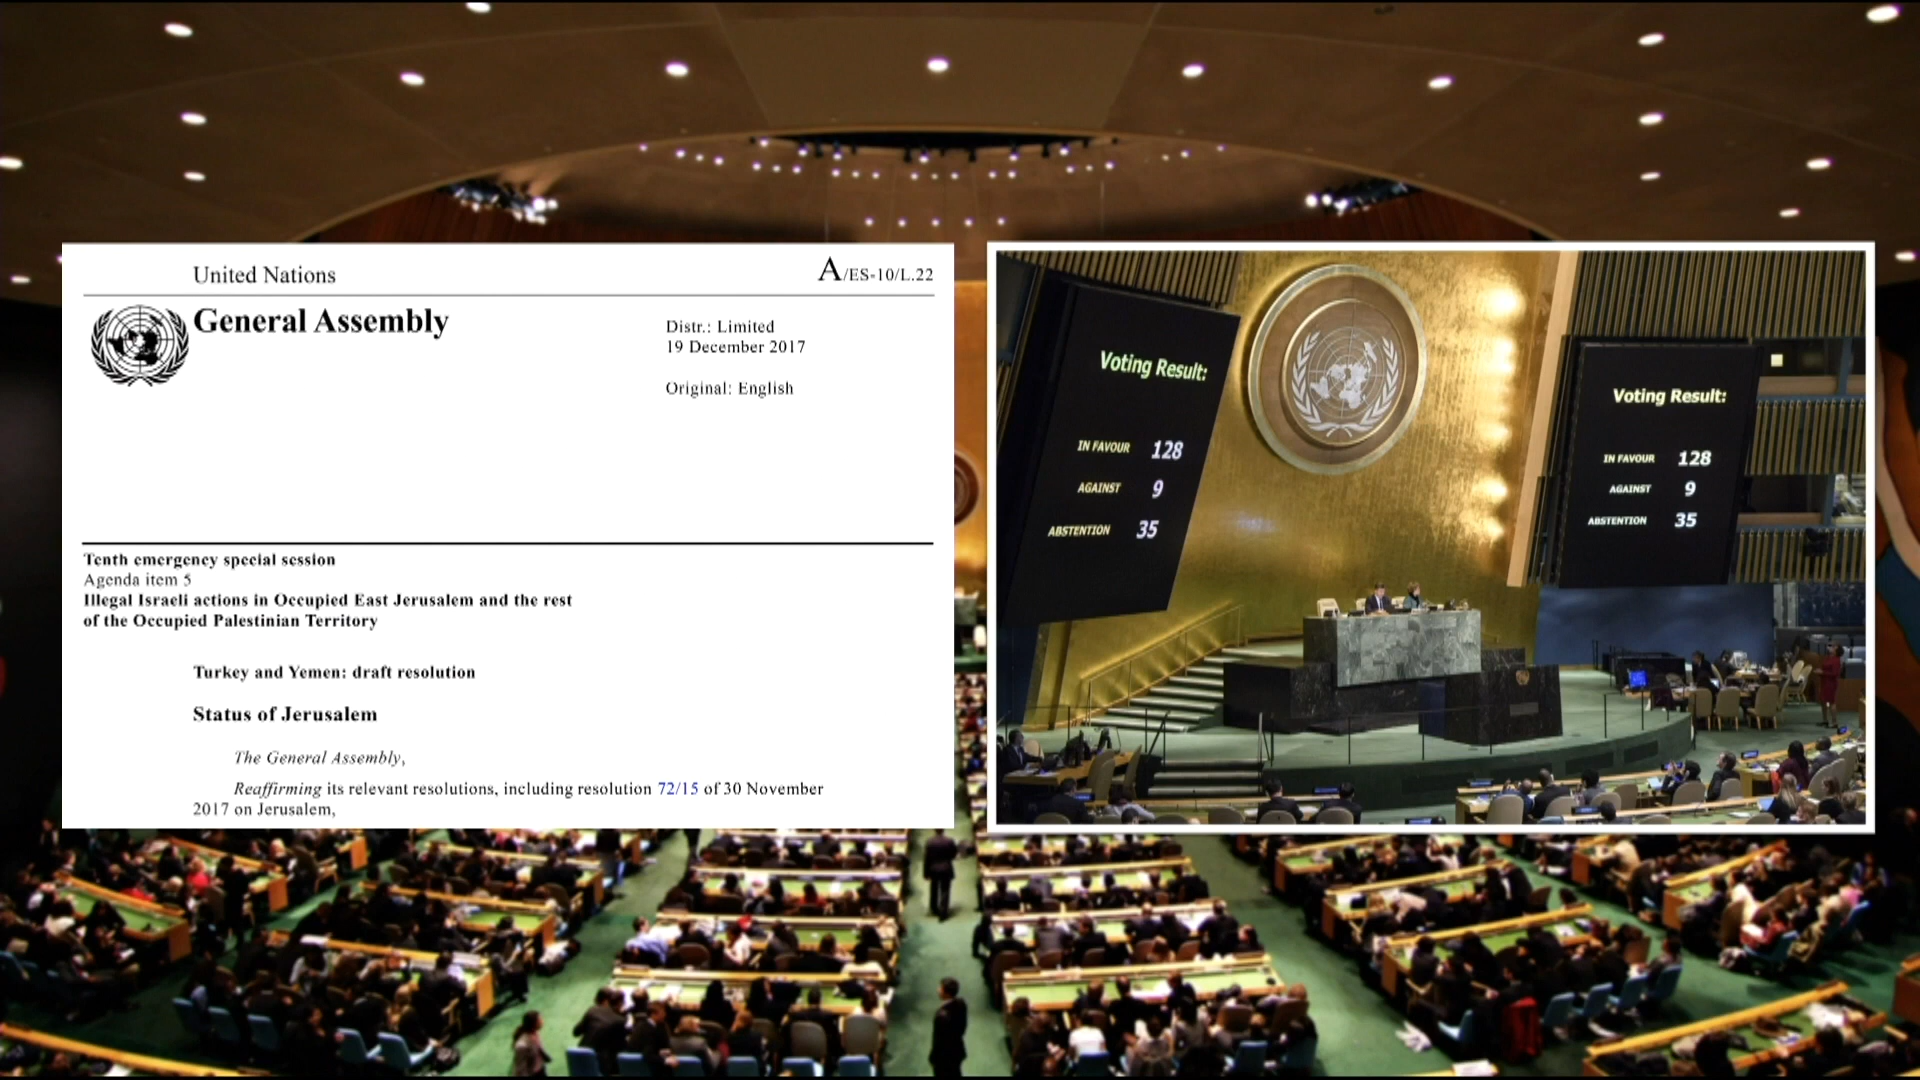 United Nations
A/ES-10/L.22
General Assembly
Distr.: Limited
19 December 2017
Original: English
Tenth emergency special session
Agenda item 5
Illegal Israeli actions in Occupied East Jerusalem and the rest
of the Occupied Palestinian Territory
Turkey and Yemen: draft resolution
Status of Jerusalem
The General Assembly,
Reaffirming its relevant resolutions, including resolution 72/15 of 30 November
2017 on Jerusalem,
Voting Result:
IN FAVOUR 128
AGAINST 9
ABSTENTION 35
Voting Result:
IN FAVOUR 128
AGAINST 9
ABSTENTION 35